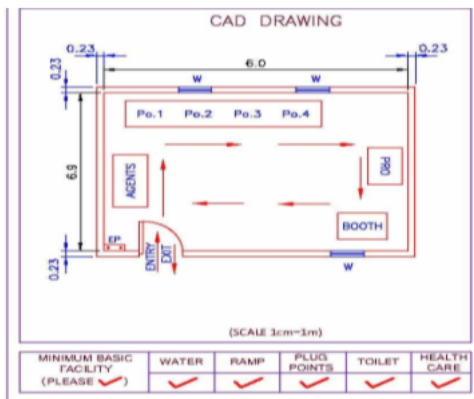 CAD DRAWING
0.23
0.23
6.0
0.23
W
W
Po.1 Po.2 Po.3 Po.4
6.9
AGENTS
PRO
BOOTH
EP
ENTRY
EXIT
0.23
W
(SCALE 1cm-1m)
MINIMUM BASIC
FACILITY
(PLEASE ✓)
WATER
RAMP
PLUG
POINTS
TOILET
HEALTH
CARE
✓ ✓ ✓ ✓ ✓